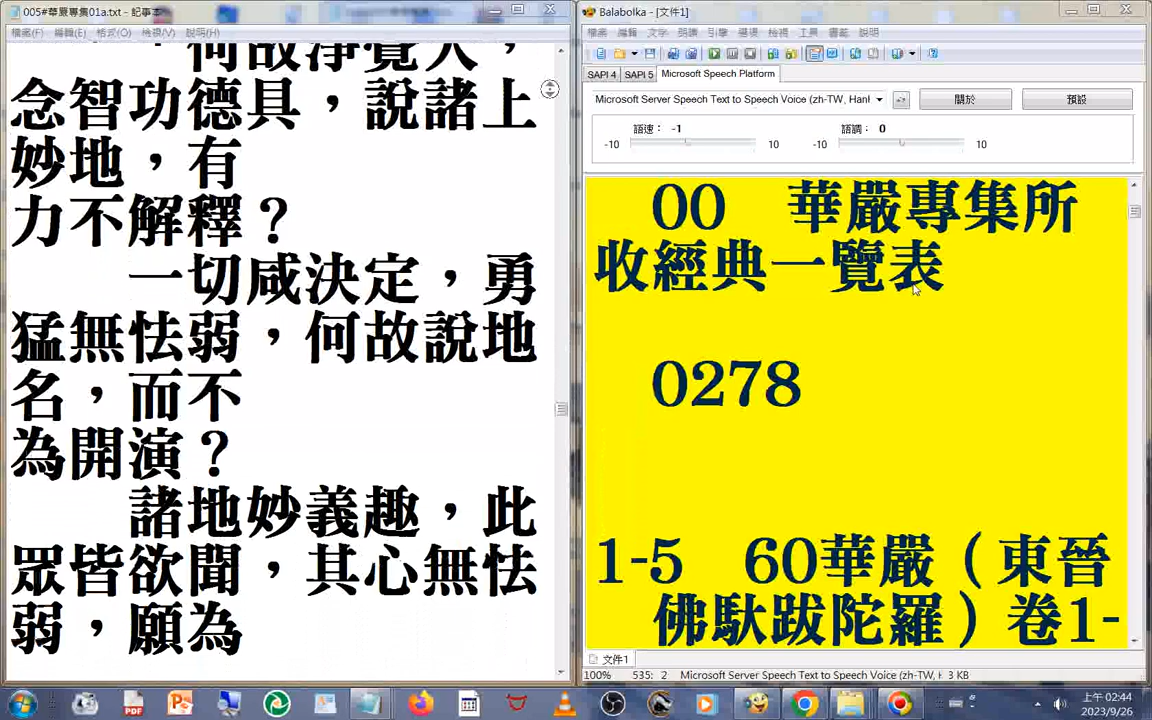 005#華嚴專集01a.txt - 記事本
檔案(F) 編輯(E) 格式(O) 檢視(V) 說明(H)
何故淨覺人，
念智功德具，說諸上
妙地，有
力不解釋？
一切咸決定，勇
猛無怯弱，何故說地
名，而不
為開演？
諸地妙義趣，此
眾皆欲聞，其心無怯
弱，願為
Balabolka - [文件1]
檔案 編輯 文字 朗讀 引擎 選項 檢視 工具 書籤 說明
SAPI 4 SAPI 5 Microsoft Speech Platform
Microsoft Server Speech Text to Speech Voice (zh-TW, Hanl
關於
預設
語速： -1
語調： 0
-10 10 -10 10
00 華嚴專集所
收經典一覽表
0278
1-5 60華嚴（東晉
佛馱跋陀羅）卷1-
文件1
100% 535: 2 Microsoft Server Speech Text to Speech Voice (zh-TW, H 3 KB
PDF
上午 02:44
2023/9/26